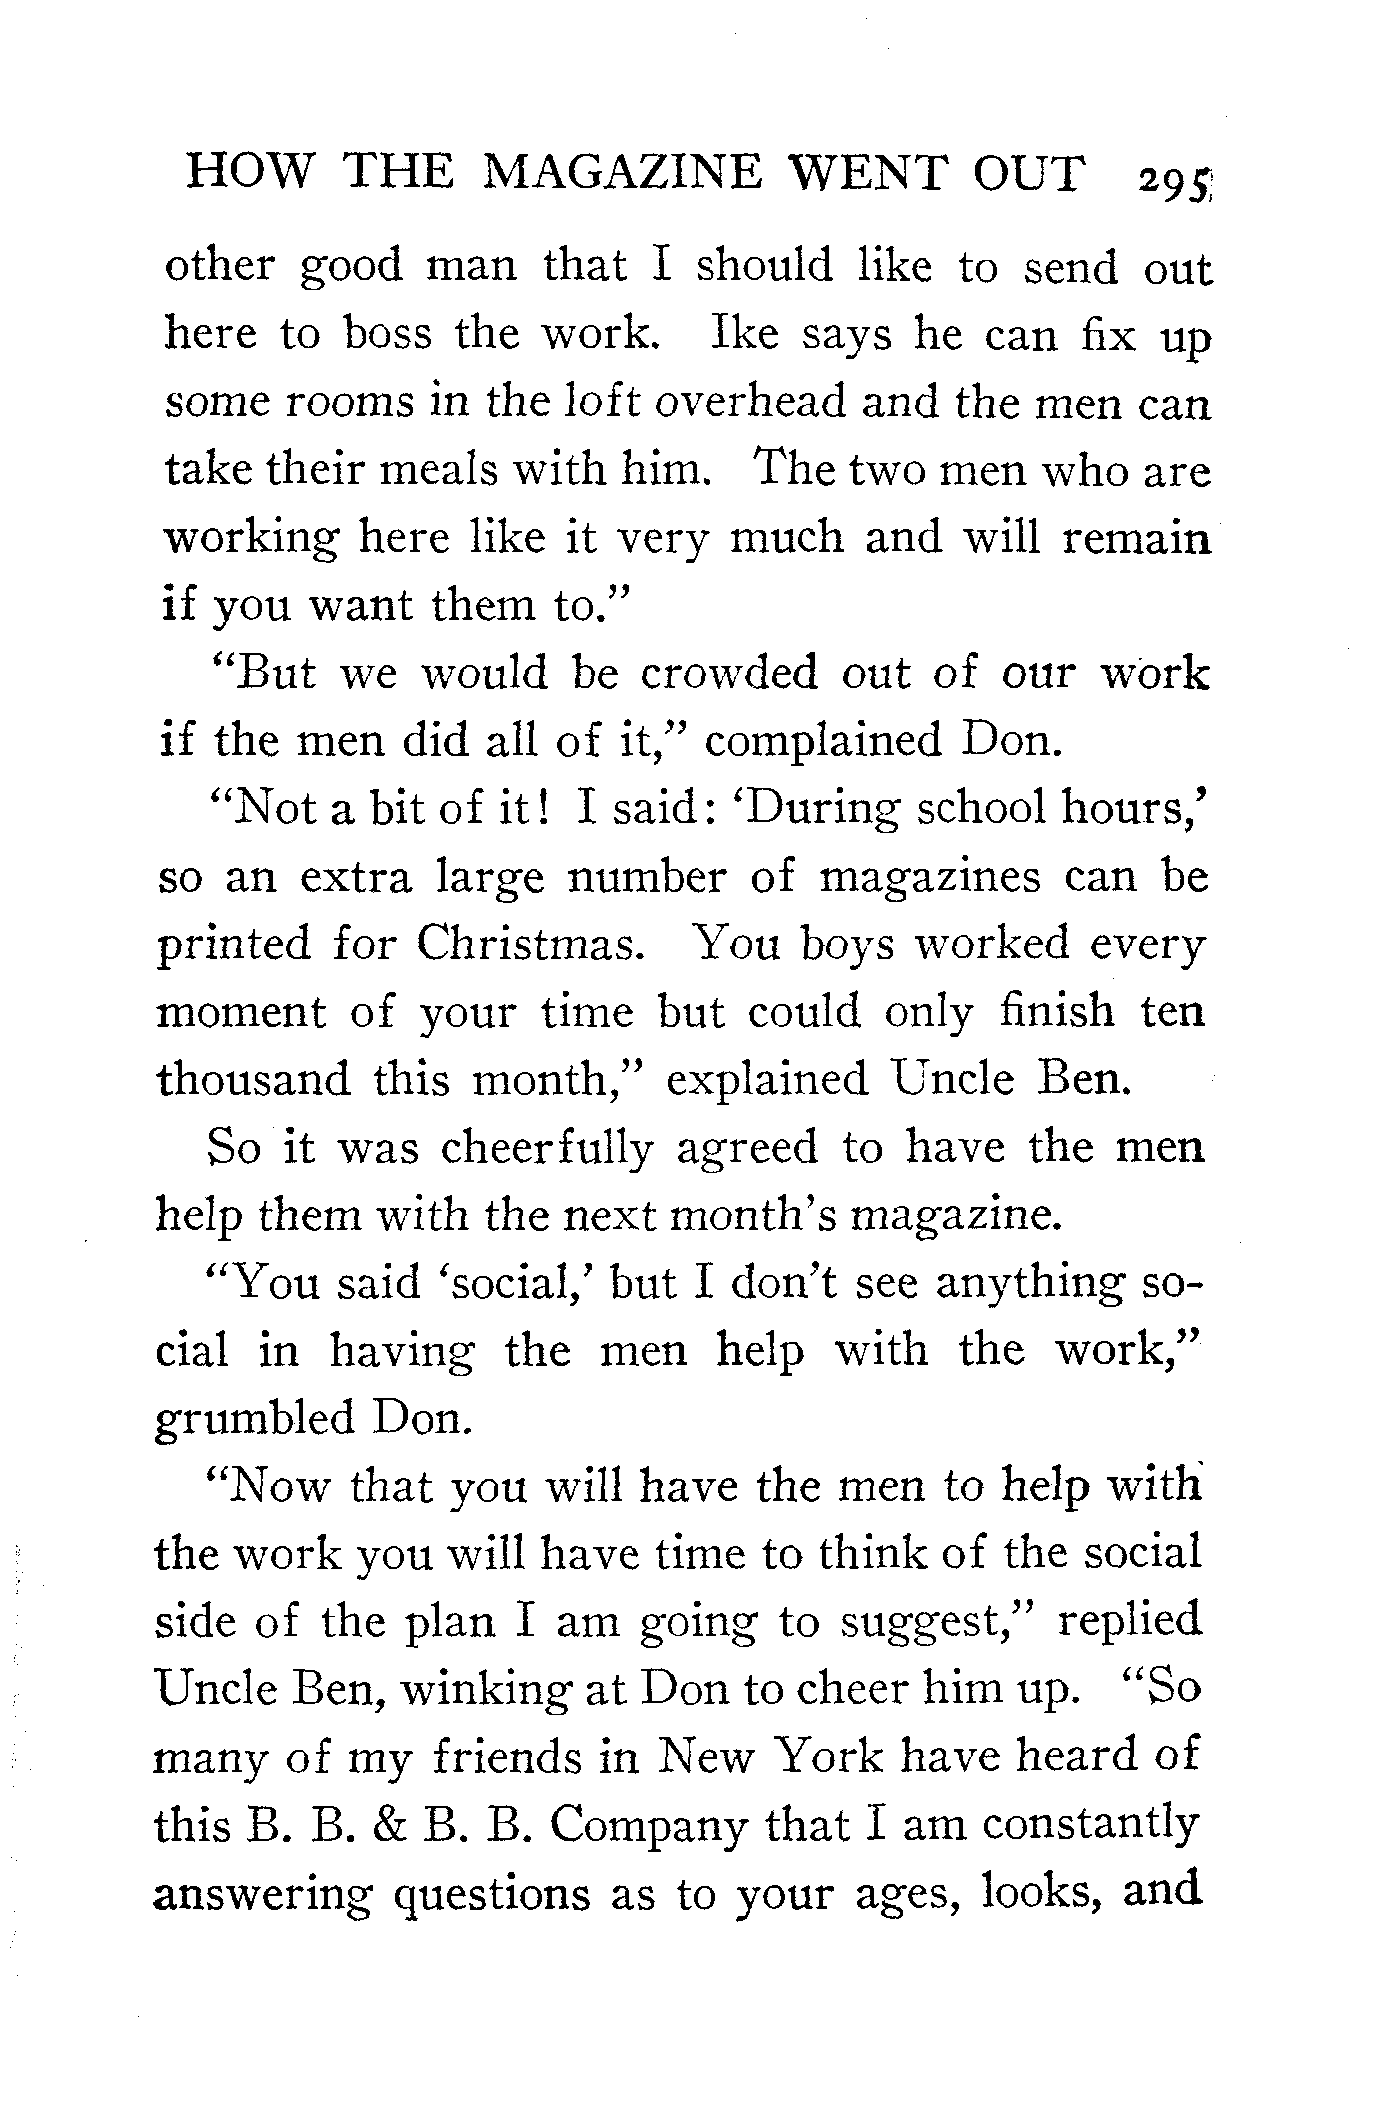 HOW THE MAGAZINE WENT OUT 295
other good man that I should like to send out
here to boss the work. Ike says he can fix up
some rooms in the loft overhead and the men can
take their meals with him. The two men who are
working here like it very much and will remain
if you want them to.”
“But we would be crowded out of our work
if the men did all of it,” complained Don.
“Not a bit of it! I said: ‘During school hours,’
so an extra large number of magazines can be
printed for Christmas. You boys worked every
moment of your time but could only finish ten
thousand this month,” explained Uncle Ben.
So it was cheerfully agreed to have the men
help them with the next month’s magazine.
“You said ‘social,’ but I don’t see anything so-
cial in having the men help with the work,”
grumbled Don.
“Now that you will have the men to help with
the work you will have time to think of the social
side of the plan I am going to suggest,” replied
Uncle Ben, winking at Don to cheer him up. “So
many of my friends in New York have heard of
this B. B. & B. B. Company that I am constantly
answering questions as to your ages, looks, and